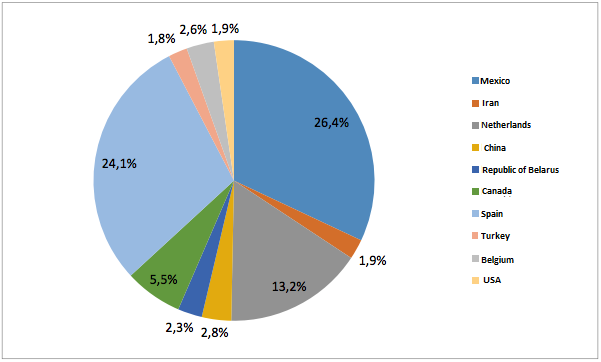 1,8%
2,6%
1,9%
26,4%
24,1%
1,9%
5,5%
13,2%
2,3%
2,8%
Mexico
Iran
Netherlands
China
Republic of Belarus
Canada
Spain
Turkey
Belgium
USA